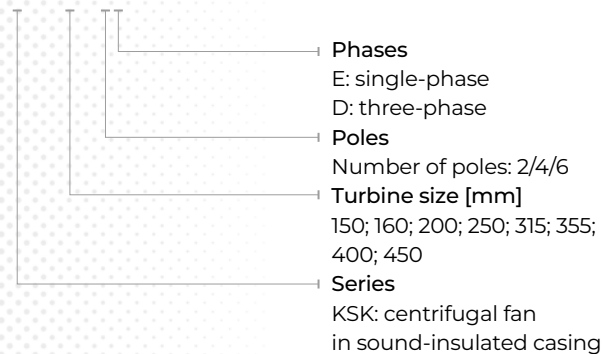 Phases
E: single-phase
D: three-phase
Poles
Number of poles: 2/4/6
Turbine size [mm]
150; 160; 200; 250; 315; 355;
400; 450
Series
KSK: centrifugal fan
in sound-insulated casing